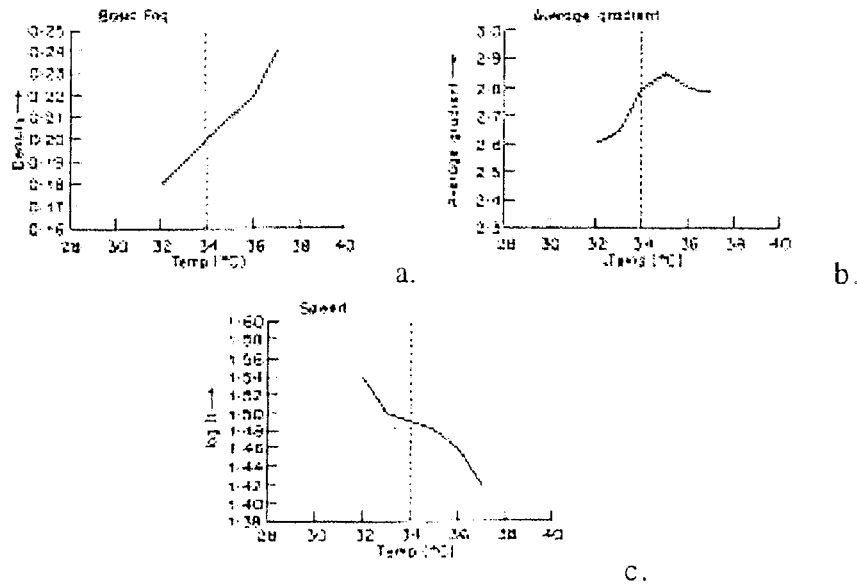 Base Fog
0·25
0·24
0·23
0·22
0·20
0·19
0·18
0·17
0·16
Density →
28 30 32 34 36 38 40
Temp (°C)
a.
Average gradient
3·0
2·9
2·8
2·7
2·6
2·5
2·4
2·3
Average gradient →
28 30 32 34 36 38 40
(°C)
b.
Speed
1·60
1·58
1·56
1·54
1·52
1·50
1·48
1·46
1·44
1·42
1·40
1·38
log It →
28 30 32 34 36 38 40
Temp (°C)
c.